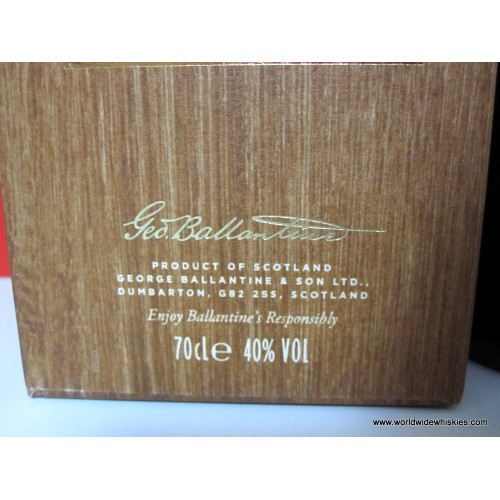 Geo. Ballantine
PRODUCT OF SCOTLAND
GEORGE BALLANTINE & SON LTD.,
DUMBARTON, G82 2SS, SCOTLAND
Enjoy Ballantine's Responsibly
70cl e 40% VOL
www.worldwidewhiskies.com